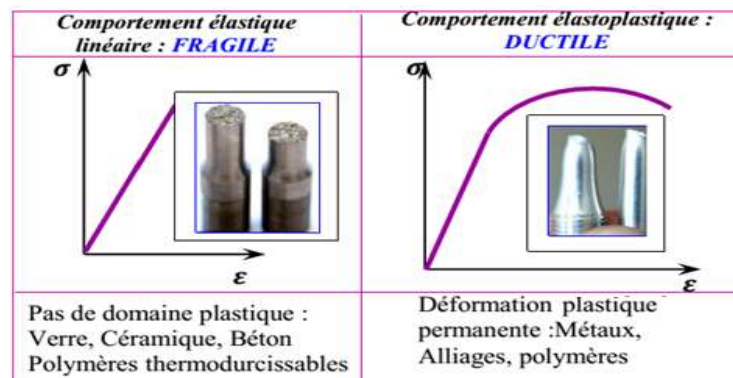 Comportement élastique
linéaire : FRAGILE
Comportement élastoplastique :
DUCTILE
σ
ε
σ
ε
Pas de domaine plastique :
Verre, Céramique, Béton
Polymères thermodurcissables
Déformation plastique
permanente :Métaux,
Alliages, polymères